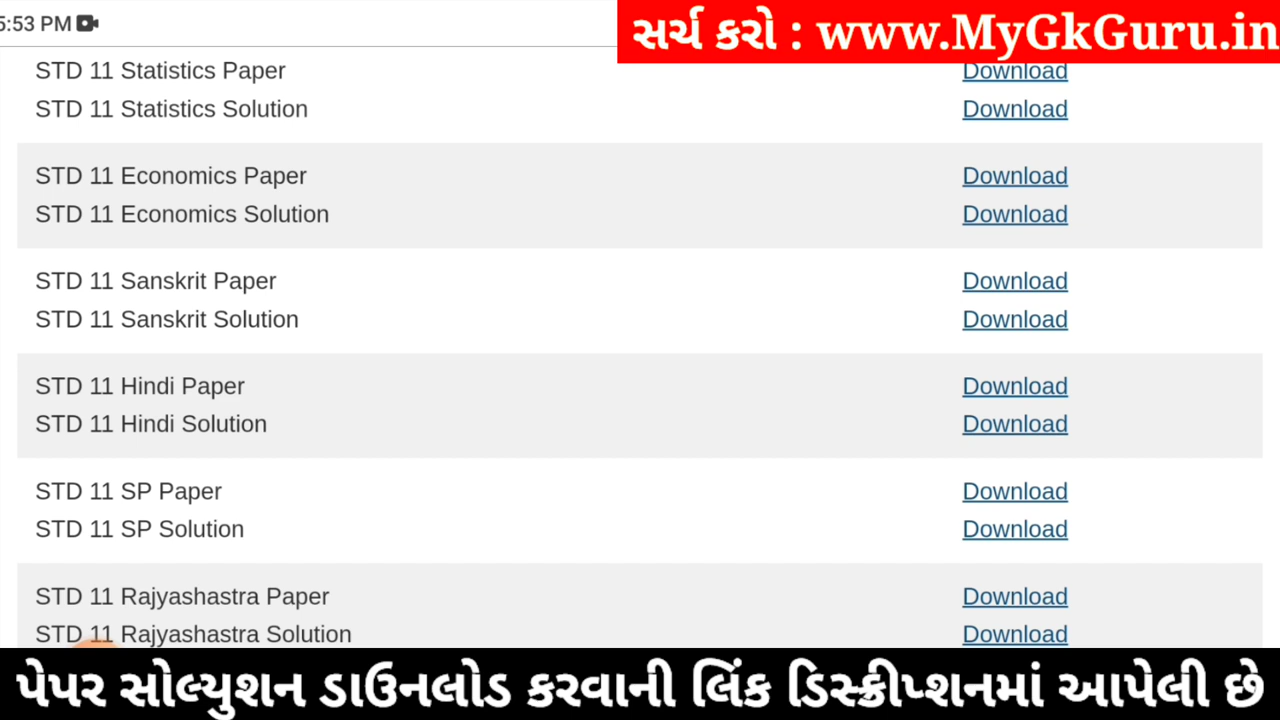 5:53 PM
સર્ચ કરો : www.MyGkGuru.in
STD 11 Statistics Paper Download
STD 11 Statistics Solution Download
STD 11 Economics Paper Download
STD 11 Economics Solution Download
STD 11 Sanskrit Paper Download
STD 11 Sanskrit Solution Download
STD 11 Hindi Paper Download
STD 11 Hindi Solution Download
STD 11 SP Paper Download
STD 11 SP Solution Download
STD 11 Rajyashastra Paper Download
STD 11 Rajyashastra Solution Download
પેપર સોલ્યુશન ડાઉનલોડ કરવાની લિંક ડિસ્ક્રીપ્શનમાં આપેલી છે